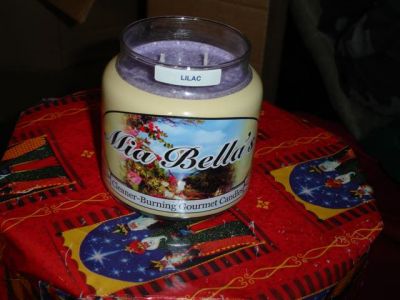 LILAC
Mia Bella's
Cleaner-Burning Gourmet Candles